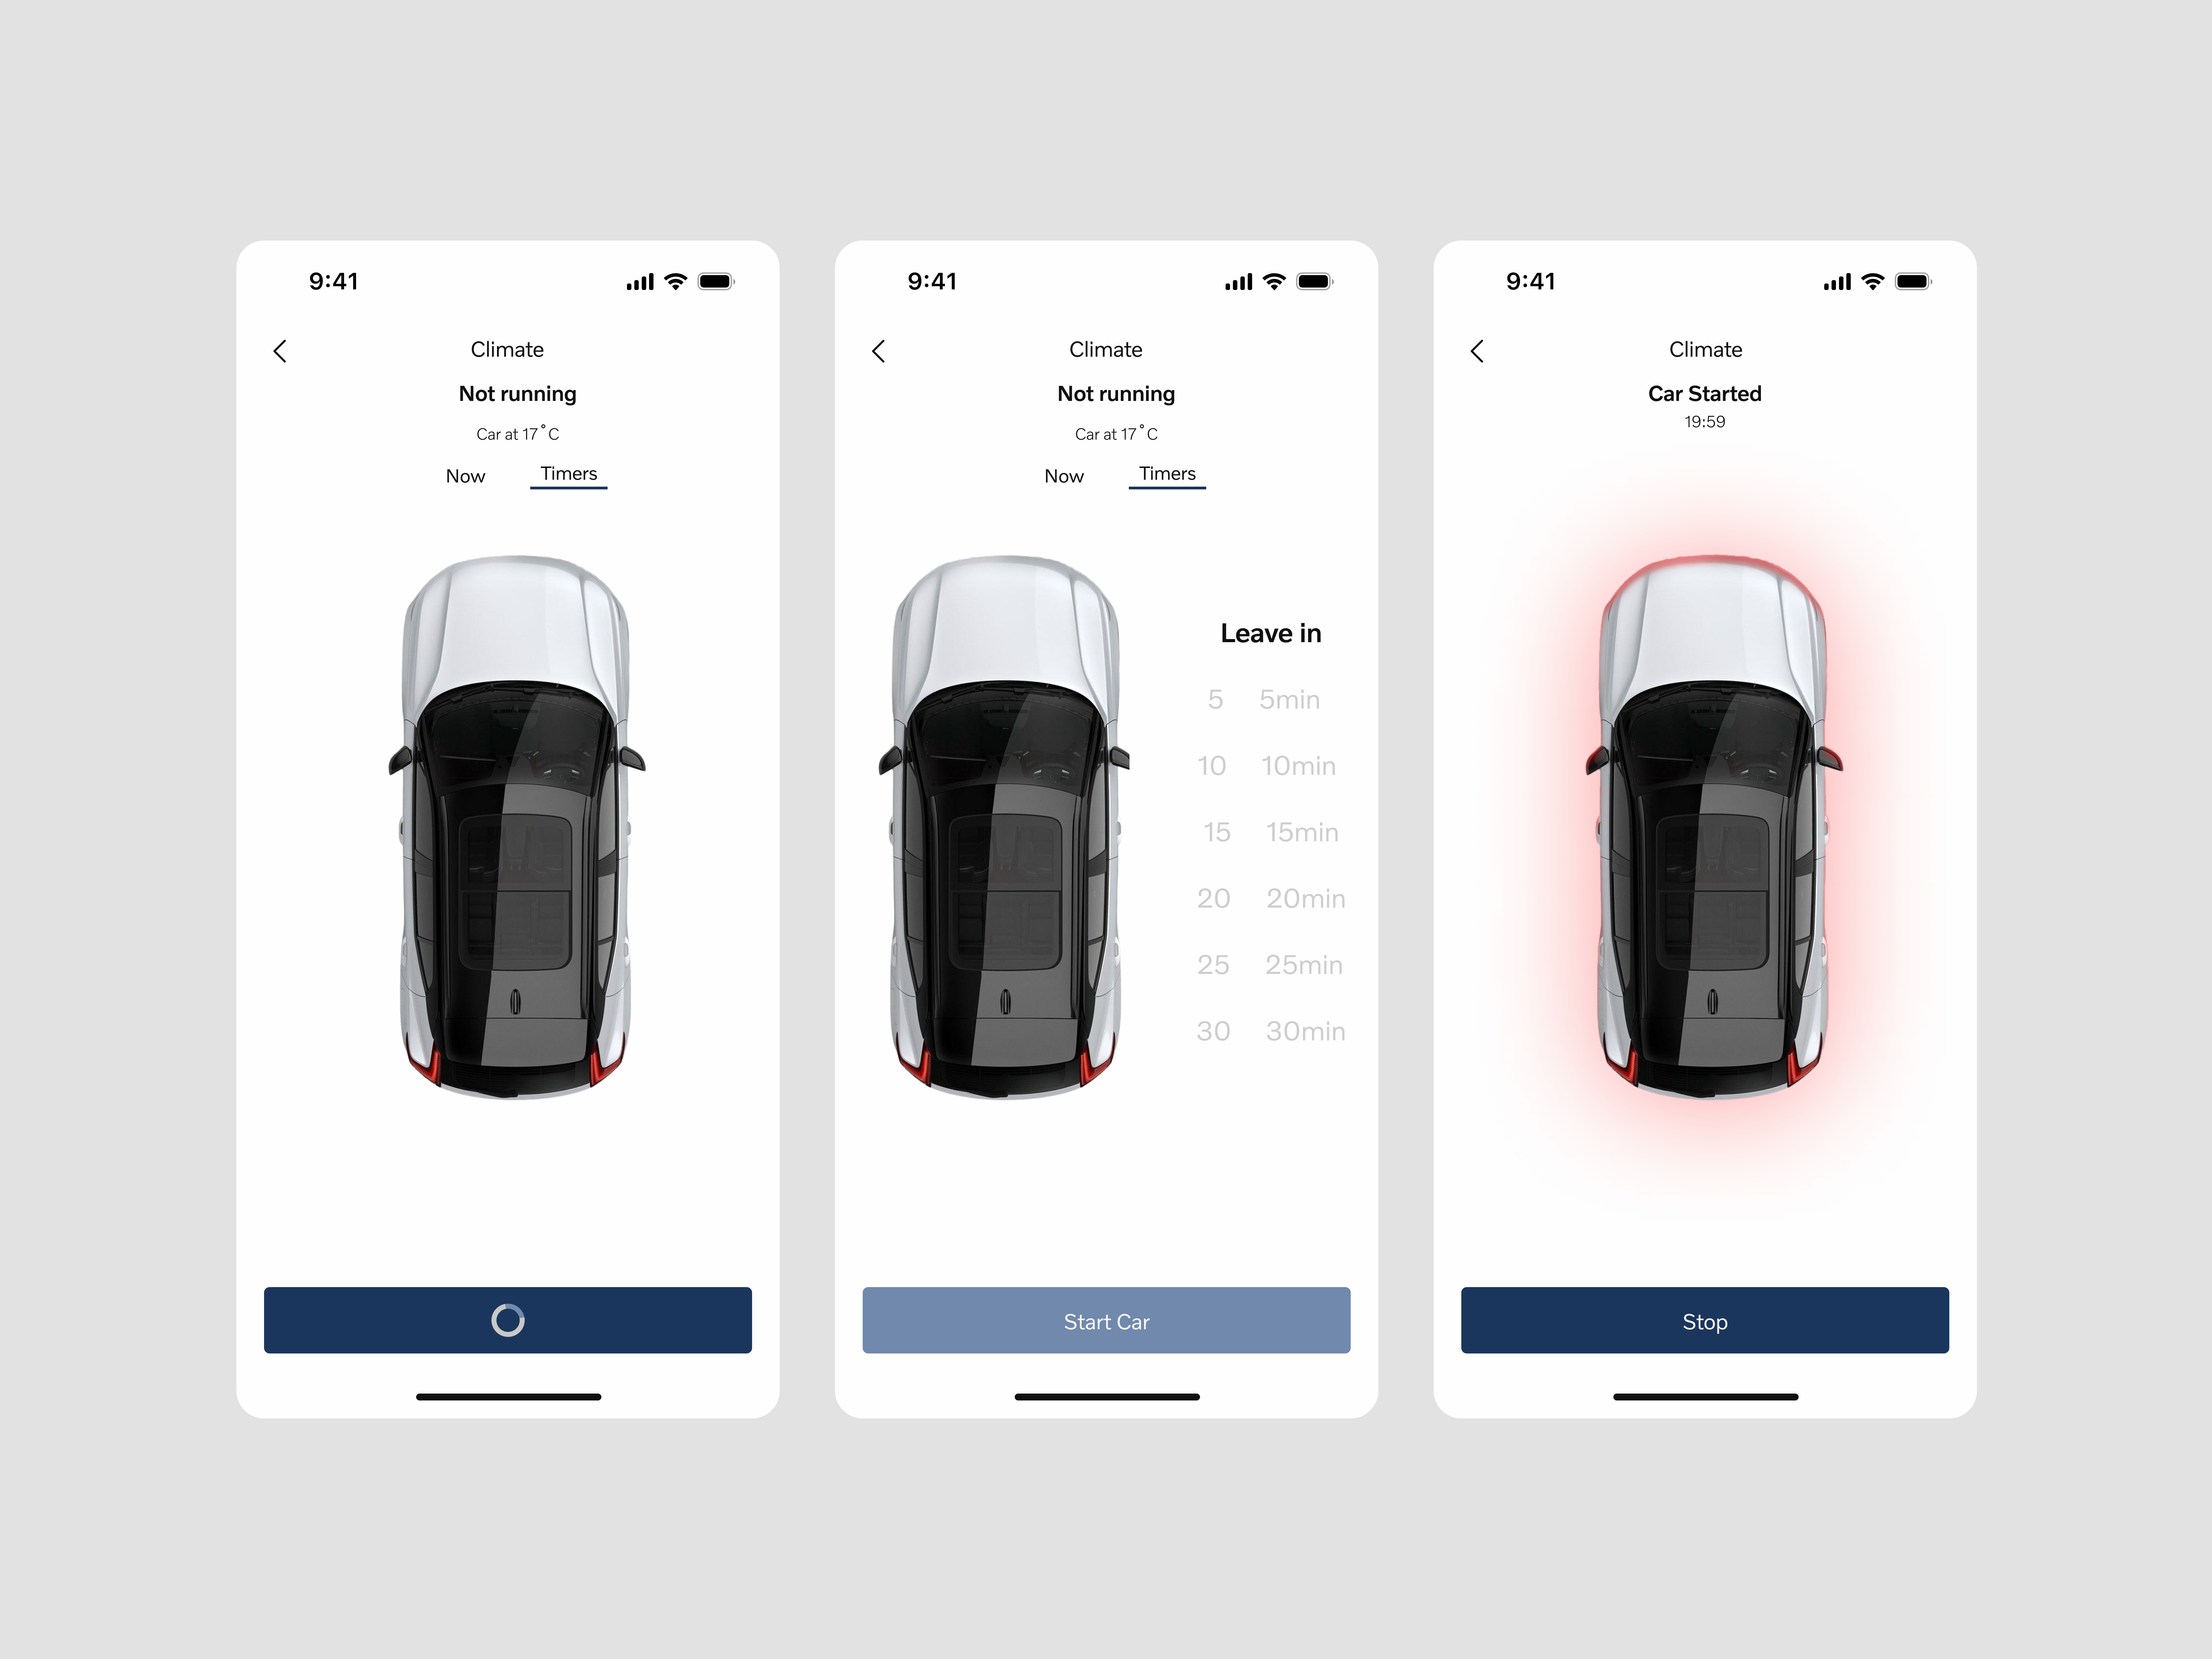 9:41
Climate
Not running
Car at 17°C
Now Timers
9:41
Climate
Not running
Car at 17°C
Now Timers
Leave in
5 5min
10 10min
15 15min
20 20min
25 25min
30 30min
Start Car
9:41
Climate
Car Started
19:59
Stop